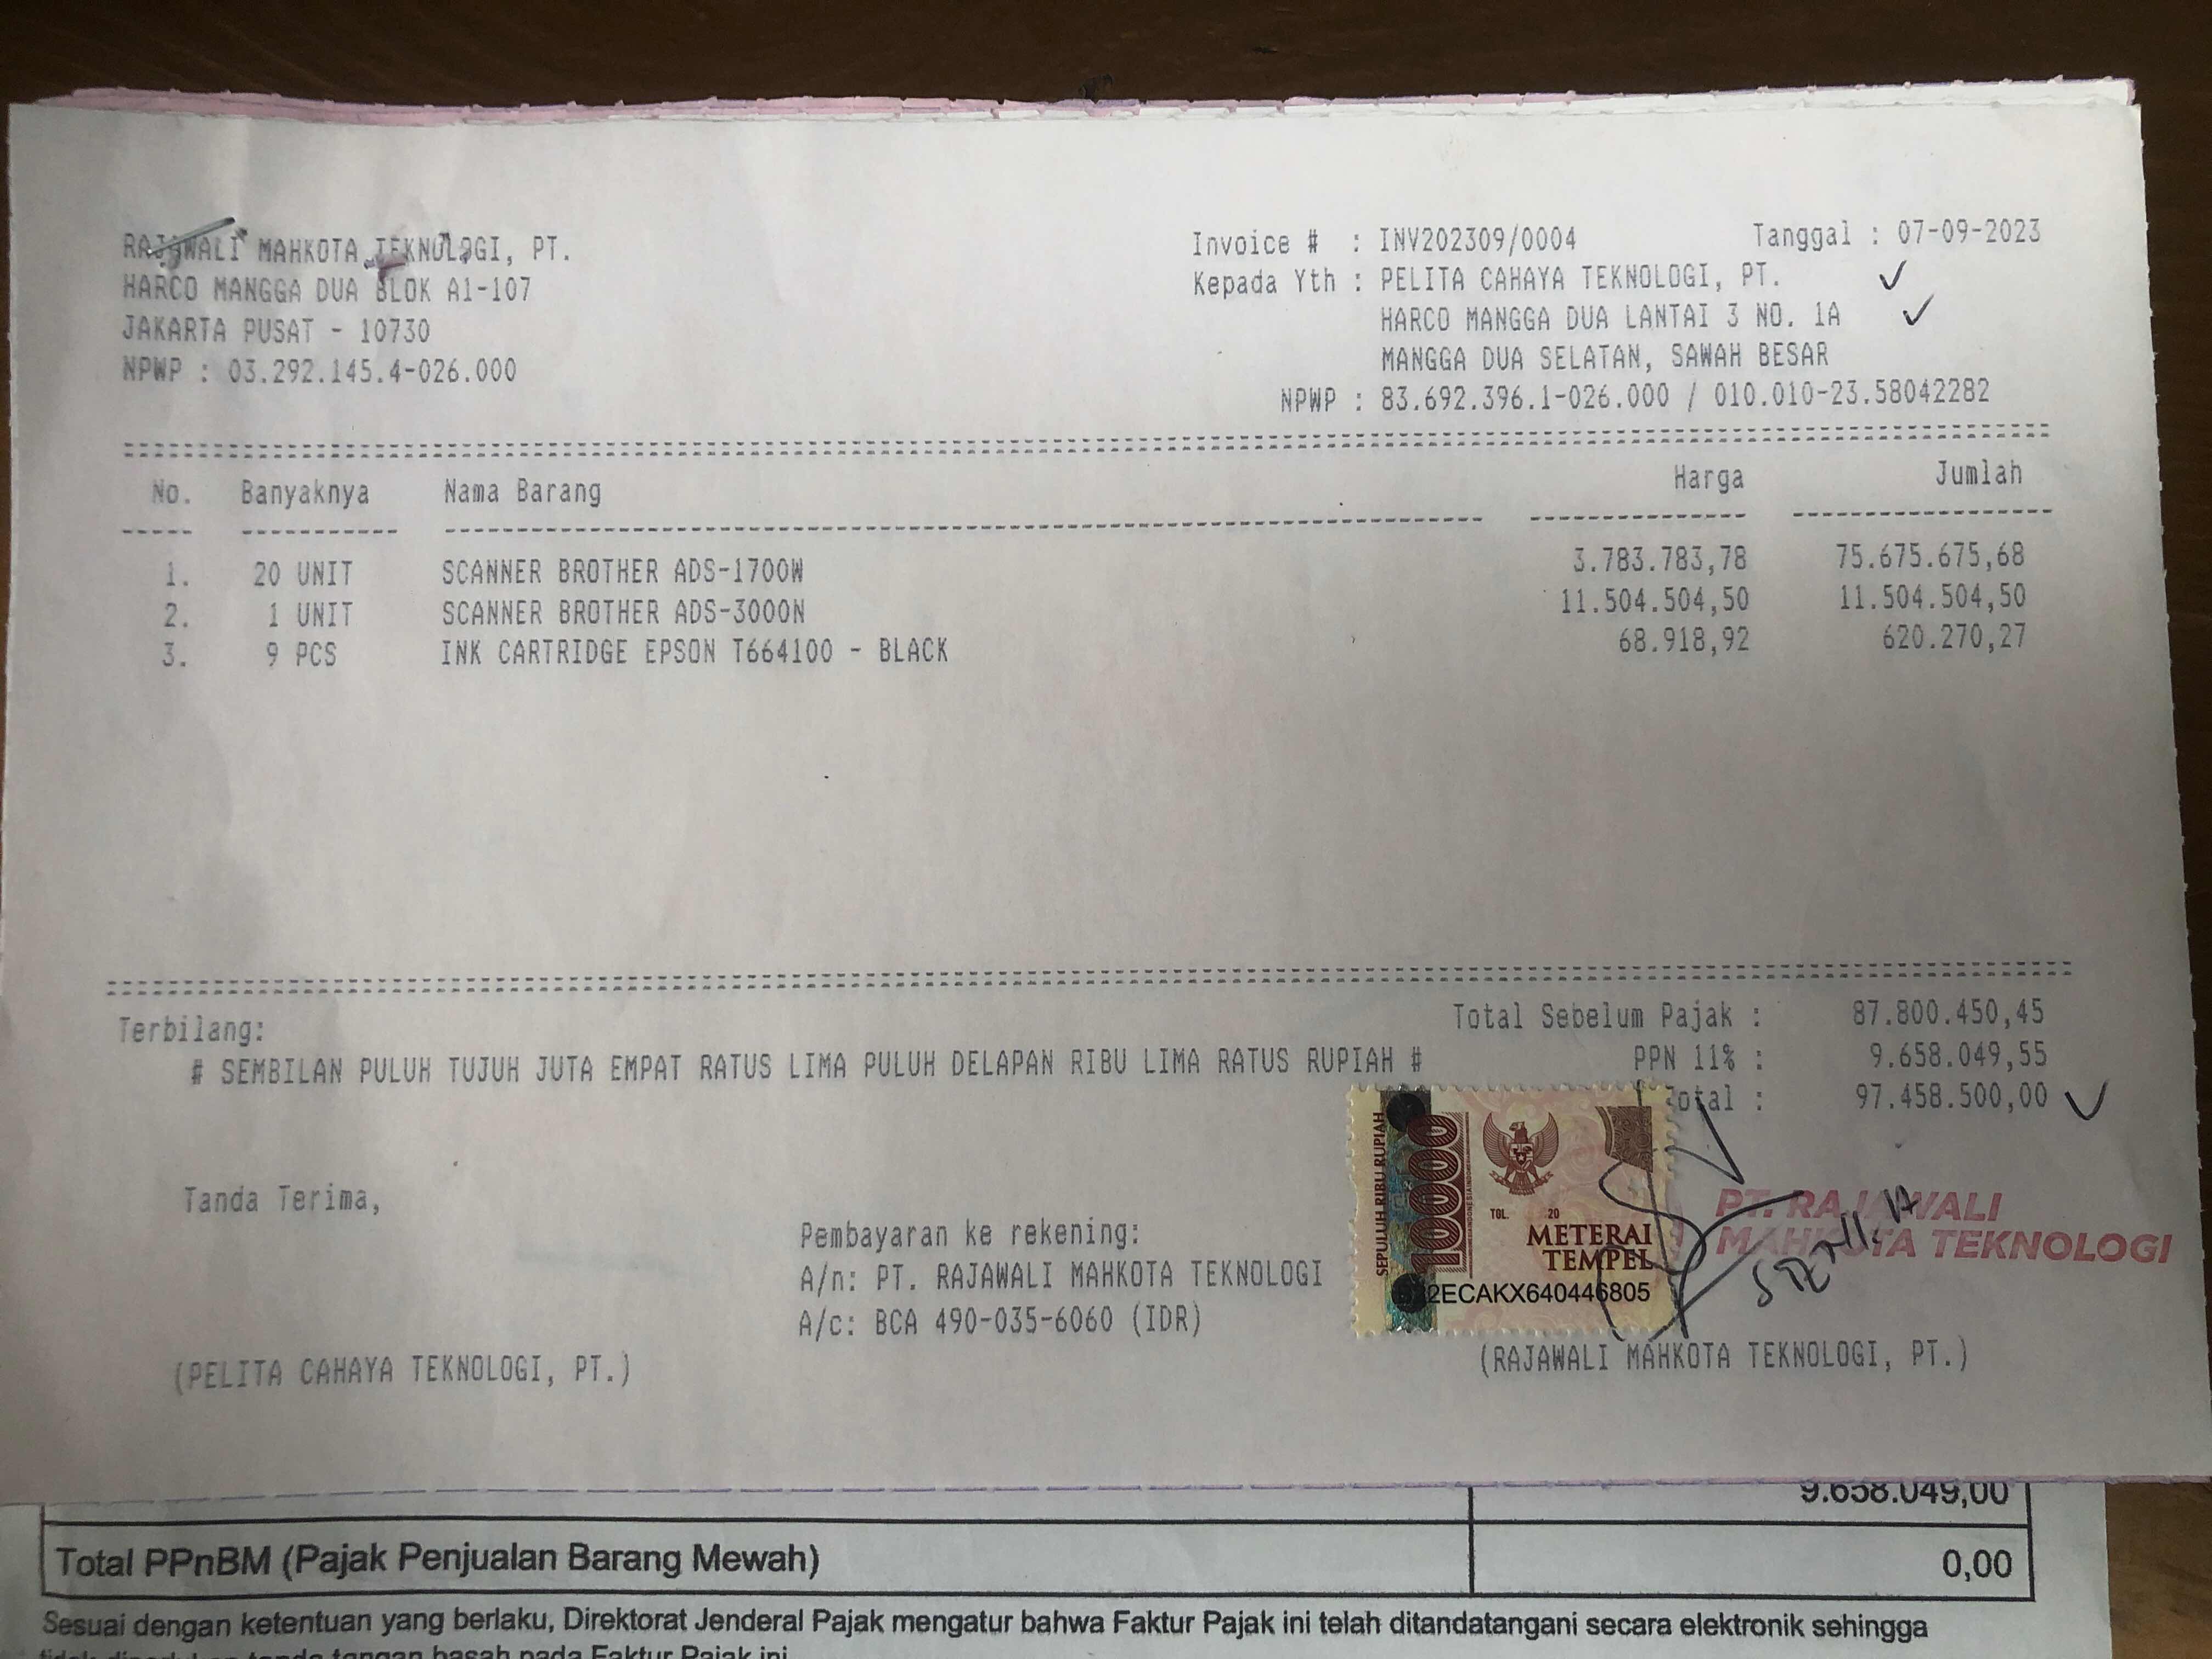 RAJAWALI MAHKOTA TEKNOLOGI, PT.
HARCO MANGGA DUA BLOK A1-107
JAKARTA PUSAT - 10730
NPWP : 03.292.145.4-026.000
Invoice # : INV202309/0004 Tanggal : 07-09-2023
Kepada Yth : PELITA CAHAYA TEKNOLOGI, PT.
HARCO MANGGA DUA LANTAI 3 NO. 1A
MANGGA DUA SELATAN, SAWAH BESAR
NPWP : 83.692.396.1-026.000 / 010.010-23.58042282
No. Banyaknya Nama Barang Harga Jumlah
1. 20 UNIT SCANNER BROTHER ADS-1700W 3.783.783,78 75.675.675,68
2. 1 UNIT SCANNER BROTHER ADS-3000N 11.504.504,50 11.504.504,50
3. 9 PCS INK CARTRIDGE EPSON T664100 - BLACK 68.918,92 620.270,27
Terbilang:
# SEMBILAN PULUH TUJUH JUTA EMPAT RATUS LIMA PULUH DELAPAN RIBU LIMA RATUS RUPIAH #
Total Sebelum Pajak : 87.800.450,45
PPN 11% : 9.658.049,55
Total : 97.458.500,00
Tanda Terima,
(PELITA CAHAYA TEKNOLOGI, PT.)
Pembayaran ke rekening:
A/n: PT. RAJAWALI MAHKOTA TEKNOLOGI
A/c: BCA 490-035-6060 (IDR)
SEPULUH RIBU RUPIAH
10000
TGL. 20
METERAI
TEMPEL
2ECAKX640446805
PT. RAJAWALI
MAHKOTA TEKNOLOGI
(RAJAWALI MAHKOTA TEKNOLOGI, PT.)
9.658.049,00
Total PPnBM (Pajak Penjualan Barang Mewah) 0,00
Sesuai dengan ketentuan yang berlaku, Direktorat Jenderal Pajak mengatur bahwa Faktur Pajak ini telah ditandatangani secara elektronik sehingga
pada Faktur Pajak ini